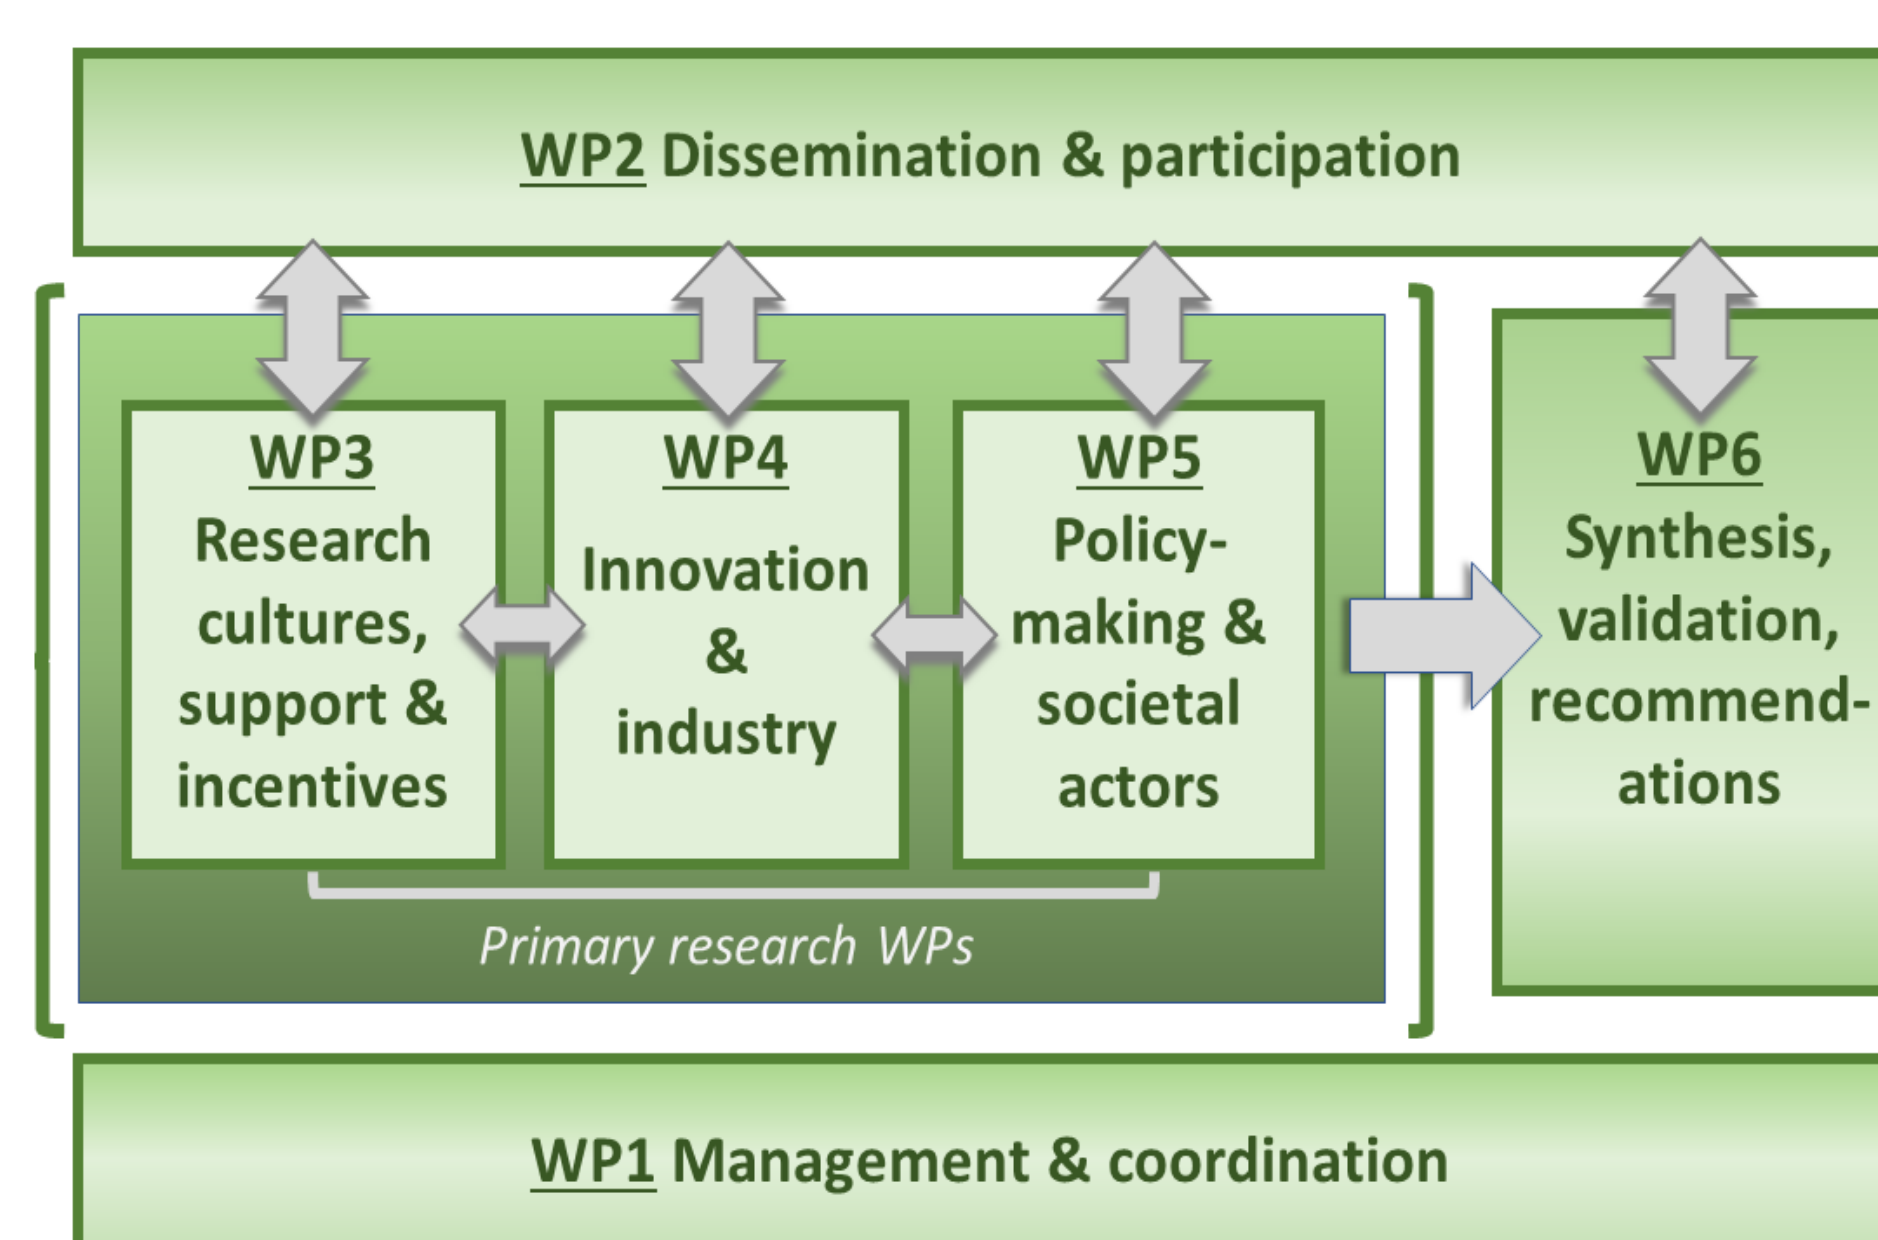 WP2 Dissemination & participation
WP3
Research
cultures,
support &
incentives
WP4
Innovation
&
industry
WP5
Policy-
making &
societal
actors
WP6
Synthesis,
validation,
recommend-
ations
Primary research WPs
WP1 Management & coordination